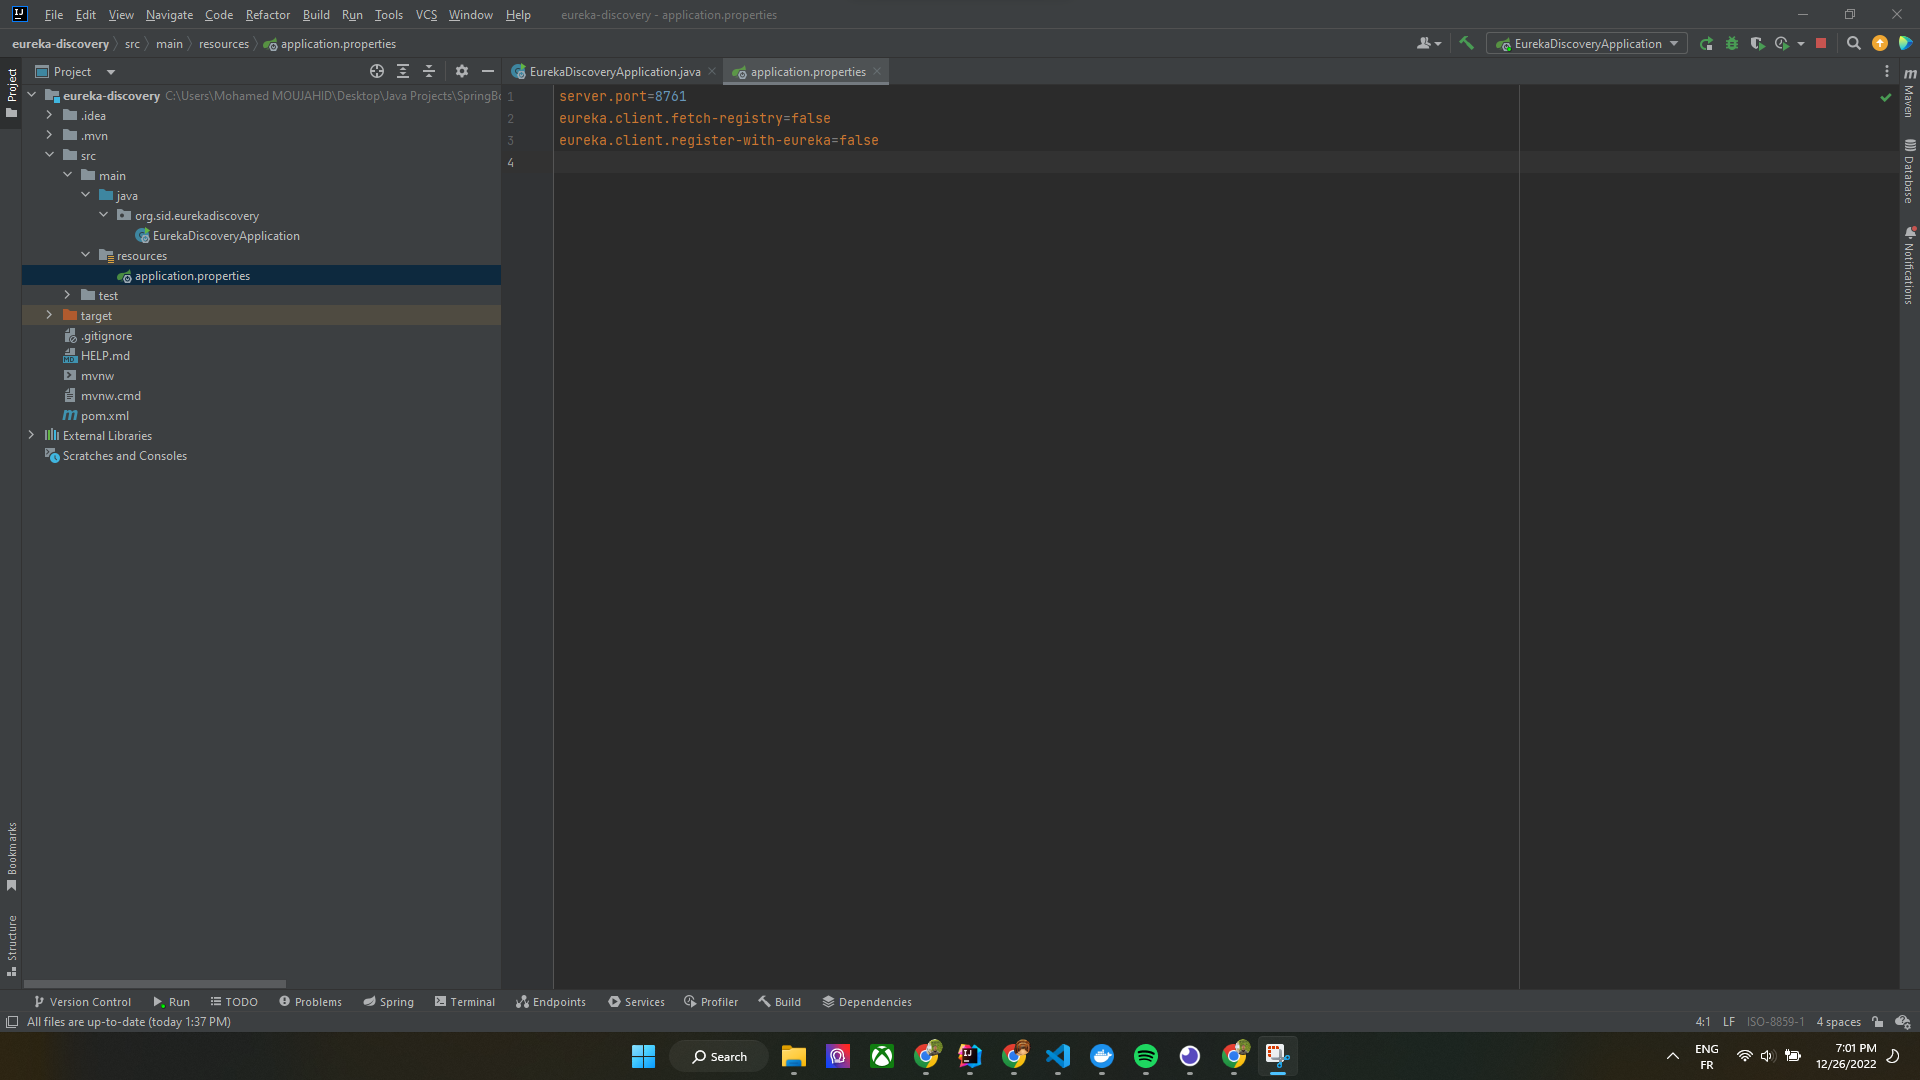 File Edit View Navigate Code Refactor Build Run Tools VCS Window Help eureka-discovery - application.properties
eureka-discovery src main resources application.properties EurekaDiscoveryApplication
Project
EurekaDiscoveryApplication.java application.properties
eureka-discovery C:\Users\Mohamed MOUJAHID\Desktop\Java Projects\SpringBo
.idea
.mvn
src
main
java
org.sid.eurekadiscovery
EurekaDiscoveryApplication
resources
application.properties
test
target
.gitignore
HELP.md
mvnw
mvnw.cmd
pom.xml
External Libraries
Scratches and Consoles
1 server.port=8761
2 eureka.client.fetch-registry=false
3 eureka.client.register-with-eureka=false
4
Project
Bookmarks
Structure
Maven
Database
Notifications
Version Control Run TODO Problems Spring Terminal Endpoints Services Profiler Build Dependencies
All files are up-to-date (today 1:37 PM) 4:1 LF ISO-8859-1 4 spaces
Search
ENG
FR
7:01 PM
12/26/2022